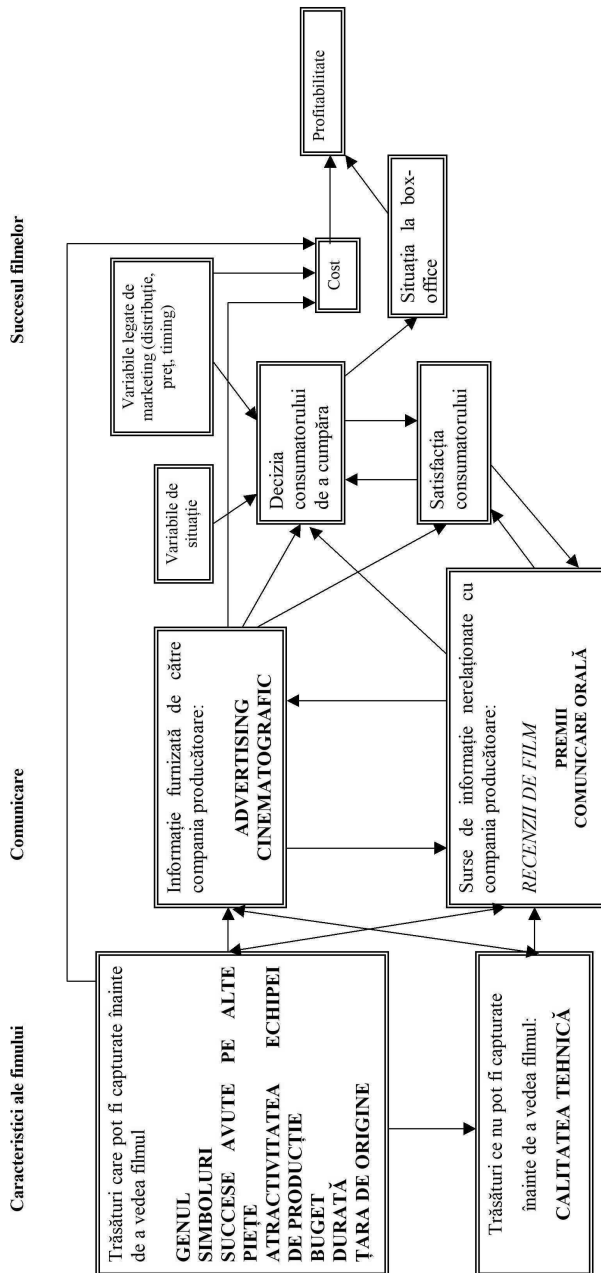 Caracteristici ale fimului
Comunicare
Succesul filmelor
Trăsături care pot fi capturate înainte
de a vedea filmul
GENUL
SIMBOLURI
SUCCESE AVUTE PE ALTE
PIEȚE
ATRACTIVITATEA ECHIPEI
DE PRODUCȚIE
BUGET
DURATĂ
ȚARA DE ORIGINE
Trăsături ce nu pot fi capturate
înainte de a vedea filmul:
CALITATEA TEHNICĂ
Informație furnizată de către
compania producătoare:
ADVERTISING
CINEMATOGRAFIC
Surse de informație nerelaționate cu
compania producătoare:
RECENZII DE FILM
PREMII
COMUNICARE ORALĂ
Variabile de
situație
Variabile legate de
marketing (distribuție,
preț, timing)
Decizia
consumatorului
de a cumpăra
Satisfacția
consumatorului
Cost
Situația la box-
office
Profitabilitate